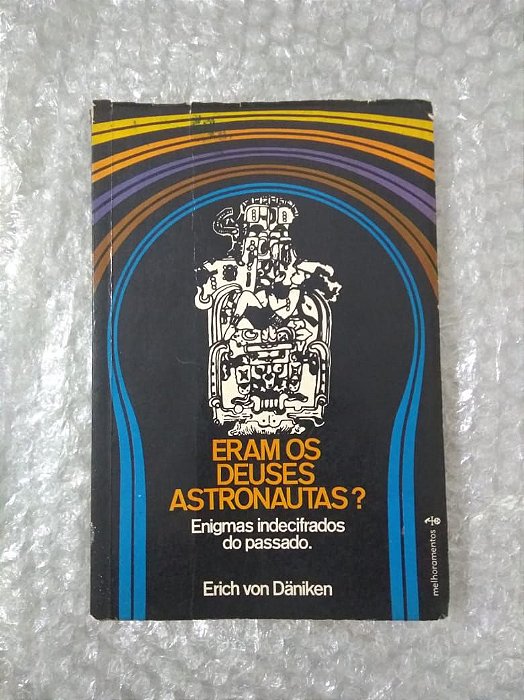 ERAM OS
DEUSES
ASTRONAUTAS?
Enigmas indecifrados
do passado.
Erich von Däniken
melhoramentos